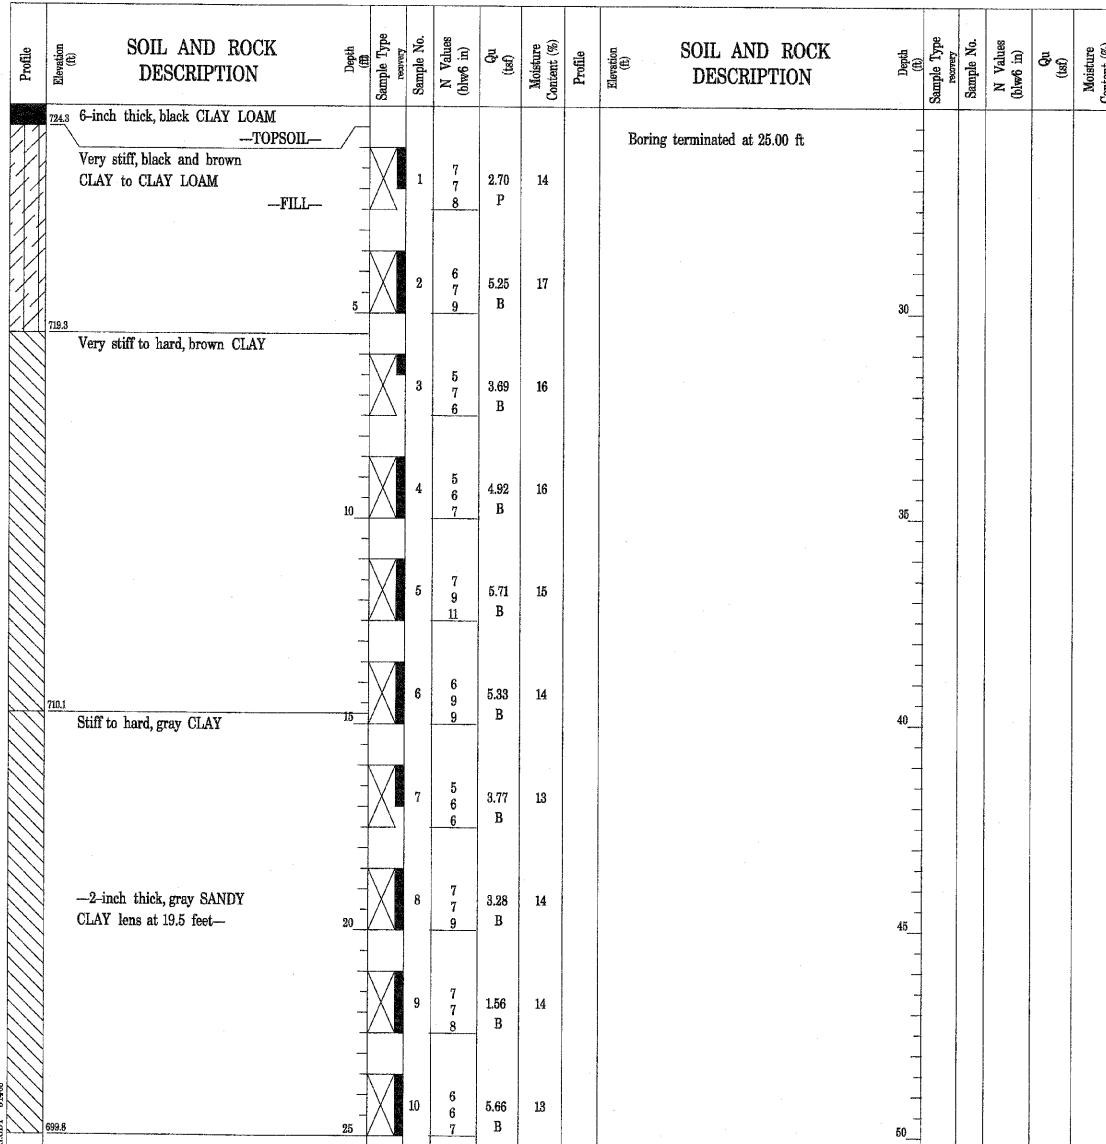 Profile
Elevation (ft)
SOIL AND ROCK
DESCRIPTION
Depth (ft)
Sample Type
recovery
Sample No.
N Values (blw/6 in)
Qu (tsf)
Moisture Content (%)
Profile
Elevation (ft)
SOIL AND ROCK
DESCRIPTION
Depth (ft)
Sample Type
recovery
Sample No.
N Values (blw/6 in)
Qu (tsf)
Moisture
724.3 6-inch thick, black CLAY LOAM
—TOPSOIL—
Boring terminated at 25.00 ft
Very stiff, black and brown
CLAY to CLAY LOAM
—FILL—
1 7 7 8 2.70 P 14
2 6 7 9 5.25 B 17
5
30
719.3
Very stiff to hard, brown CLAY
3 5 7 6 3.69 B 16
4 5 6 7 4.92 B 16
10
35
5 7 9 11 5.71 B 15
6 6 9 9 5.33 B 14
710.1
15
40
Stiff to hard, gray CLAY
7 5 6 6 3.77 B 13
—2-inch thick, gray SANDY
CLAY lens at 19.5 feet—
8 7 7 9 3.28 B 14
20
45
9 7 7 8 1.56 B 14
10 6 6 7 5.66 B 13
699.8
25
50